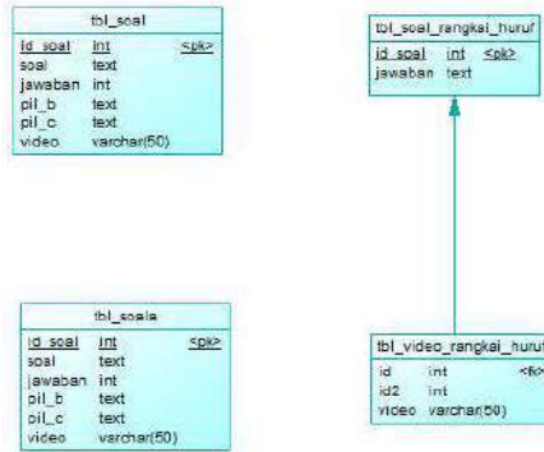 tbl_soal
id_soal int <pk>
soal text
jawaban int
pil_b text
pil_c text
video varchar(50)
tbl_soal_rangkai_huruf
id_soal int <pk>
jawaban text
tbl_soala
id_soal int <pk>
soal text
jawaban int
pil_b text
pil_c text
video varchar(50)
tbl_video_rangkai_huruf
id int <fk>
id2 int
video varchar(50)